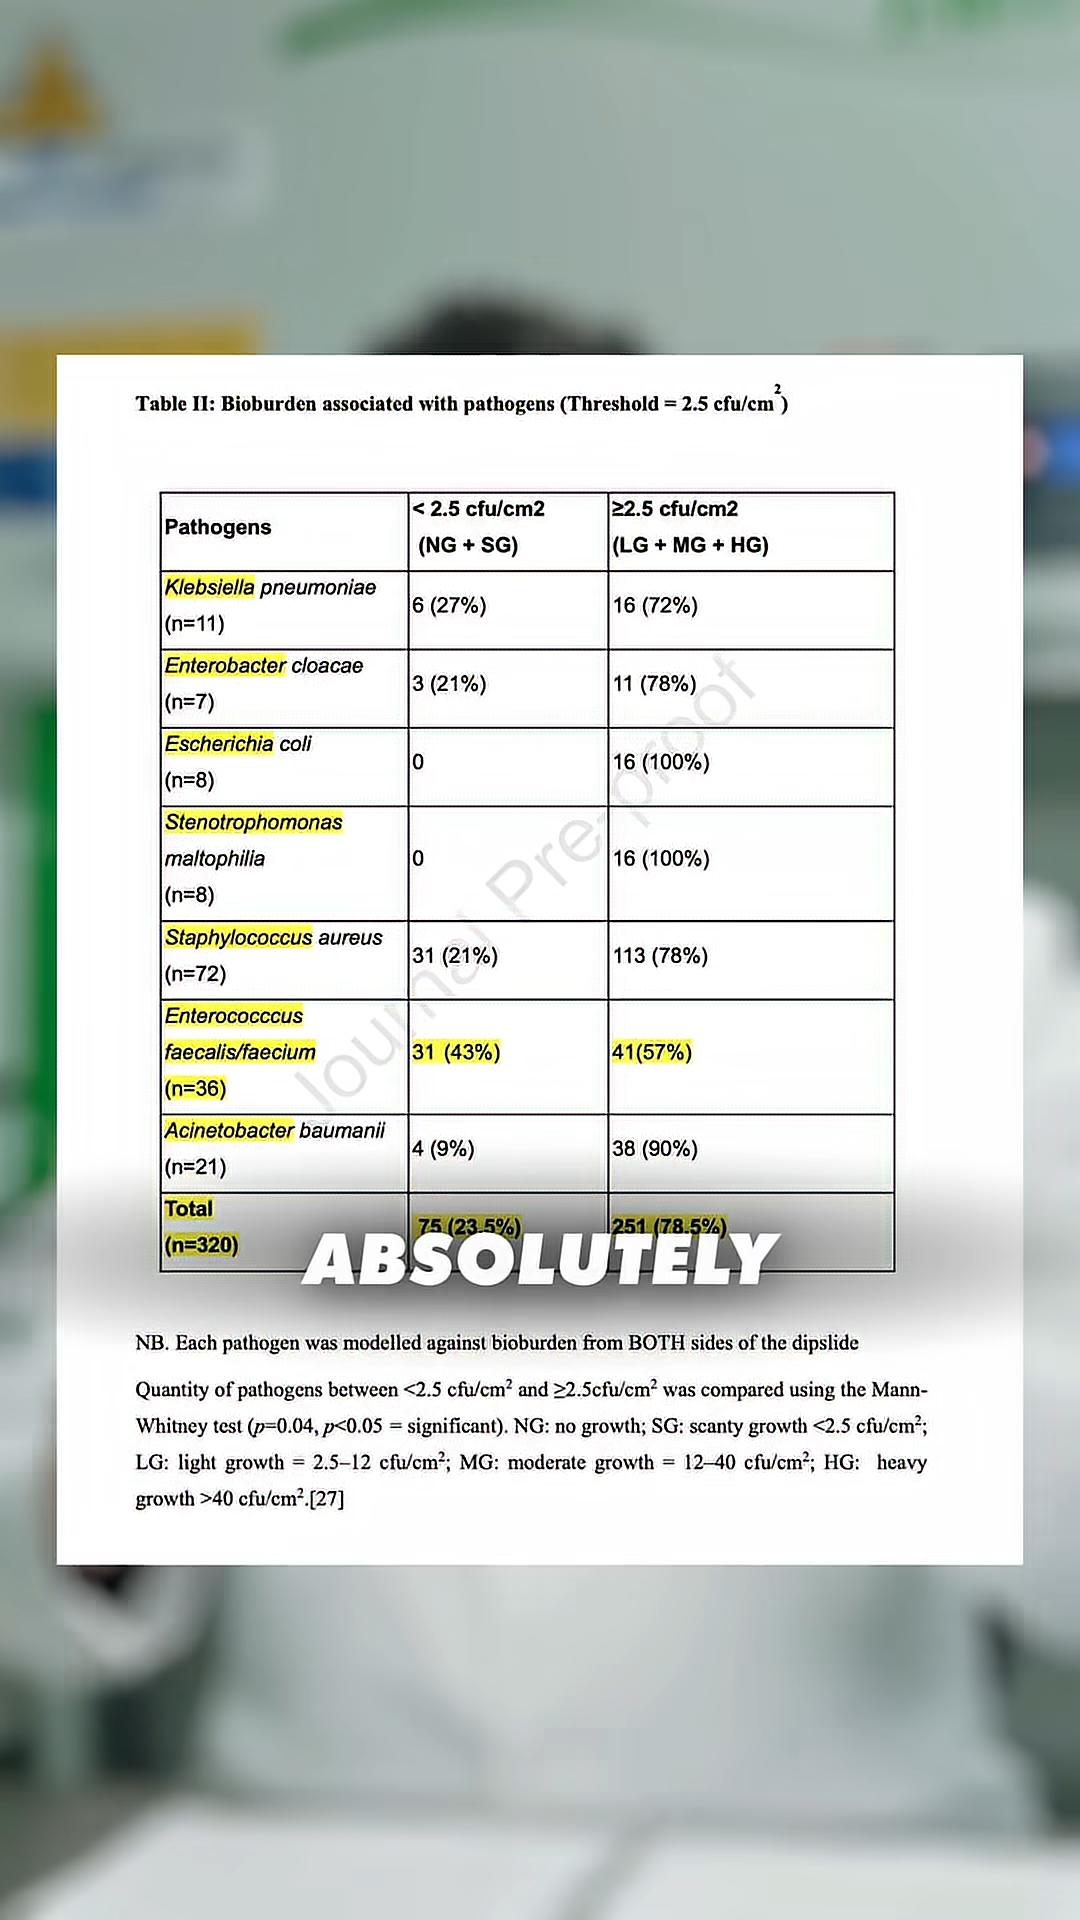 Table II: Bioburden associated with pathogens (Threshold = 2.5 cfu/cm²)
Pathogens
< 2.5 cfu/cm2
(NG + SG)
≥2.5 cfu/cm2
(LG + MG + HG)
Klebsiella pneumoniae
(n=11)
6 (27%)
16 (72%)
Enterobacter cloacae
(n=7)
3 (21%)
11 (78%)
Escherichia coli
(n=8)
0
16 (100%)
Stenotrophomonas
maltophilia
(n=8)
0
16 (100%)
Staphylococcus aureus
(n=72)
31 (21%)
113 (78%)
Enterococccus
faecalis/faecium
(n=36)
31 (43%)
41(57%)
Acinetobacter baumanii
(n=21)
4 (9%)
38 (90%)
Total
(n=320)
75 (23.5%)
251 (78.5%)
Journal Pre-proof
ABSOLUTELY
NB. Each pathogen was modelled against bioburden from BOTH sides of the dipslide
Quantity of pathogens between <2.5 cfu/cm² and ≥2.5cfu/cm² was compared using the Mann-
Whitney test (p=0.04, p<0.05 = significant). NG: no growth; SG: scanty growth <2.5 cfu/cm²;
LG: light growth = 2.5–12 cfu/cm²; MG: moderate growth = 12–40 cfu/cm²; HG: heavy
growth >40 cfu/cm².[27]